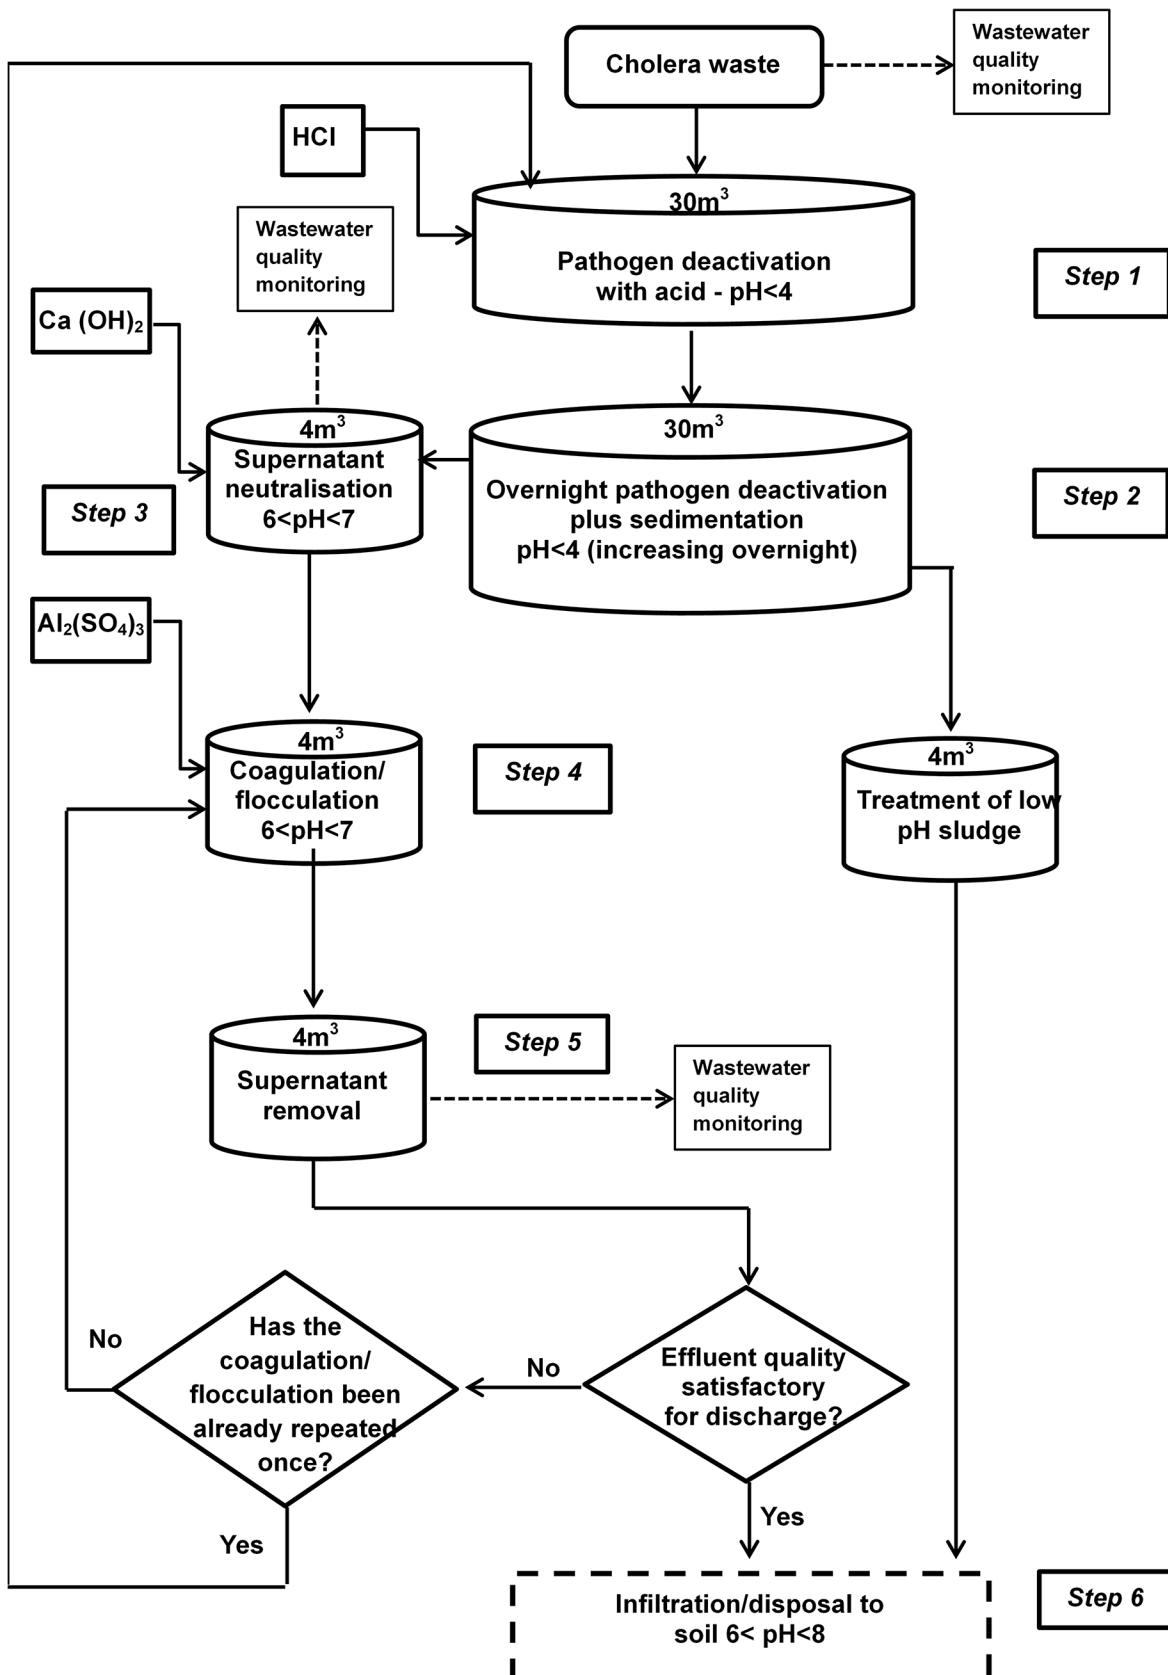 Cholera waste
Wastewater
quality
monitoring
HCl
30m³
Pathogen deactivation
with acid - pH<4
Step 1
Wastewater
quality
monitoring
Ca (OH)₂
4m³
Supernatant
neutralisation
6<pH<7
30m³
Overnight pathogen deactivation
plus sedimentation
pH<4 (increasing overnight)
Step 2
Step 3
Al₂(SO₄)₃
4m³
Coagulation/
flocculation
6<pH<7
Step 4
4m³
Treatment of low
pH sludge
4m³
Supernatant
removal
Step 5
Wastewater
quality
monitoring
Has the
coagulation/
flocculation been
already repeated
once?
No
No
Effluent quality
satisfactory
for discharge?
Yes
Yes
Infiltration/disposal to
soil 6< pH<8
Step 6